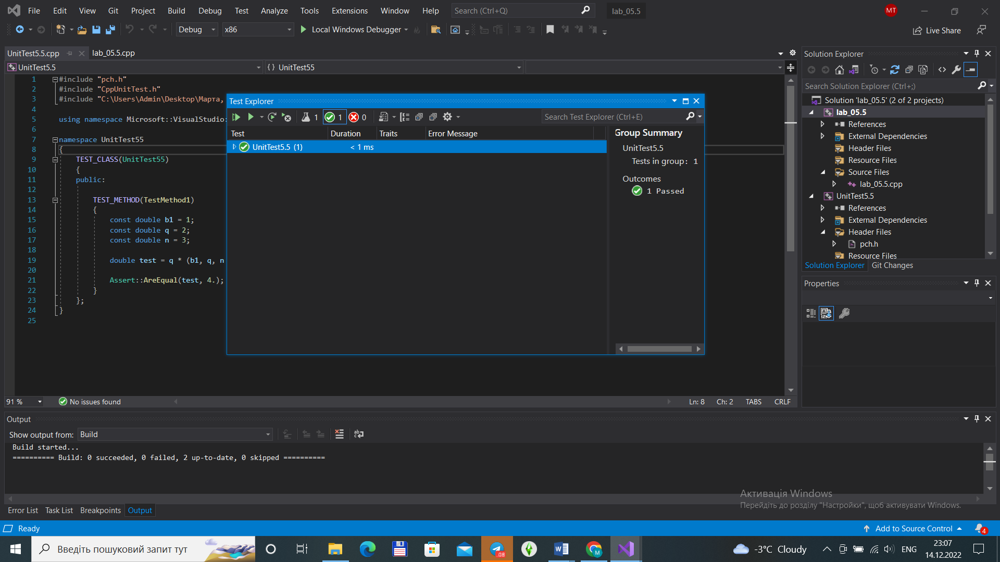 File Edit View Git Project Build Debug Test Analyze Tools Extensions Window Help Search (Ctrl+Q) lab_05.5 MT
Debug x86 Local Windows Debugger Live Share
UnitTest5.5.cpp lab_05.5.cpp
UnitTest5.5 UnitTest55
1 #include "pch.h"
2 #include "CppUnitTest.h"
3 #include "C:\Users\Admin\Desktop\Марта,
4
5 using namespace Microsoft::VisualStudio:
6
7 namespace UnitTest55
8 {
9 TEST_CLASS(UnitTest55)
10 {
11 public:
12
13 TEST_METHOD(TestMethod1)
14 {
15 const double b1 = 1;
16 const double q = 2;
17 const double n = 3;
18
19 double test = q * (b1, q, n
20
21 Assert::AreEqual(test, 4.);
22 }
23 };
24 }
25
Test Explorer
1 1 0 Search Test Explorer (Ctrl+E)
Test Duration Traits Error Message
UnitTest5.5 (1) < 1 ms
Group Summary
UnitTest5.5
Tests in group: 1
Outcomes
1 Passed
91 % No issues found Ln: 8 Ch: 2 TABS CRLF
Solution Explorer
Search Solution Explorer (Ctrl+;)
Solution 'lab_05.5' (2 of 2 projects)
lab_05.5
References
External Dependencies
Header Files
Resource Files
Source Files
lab_05.5.cpp
UnitTest5.5
References
External Dependencies
Header Files
pch.h
Resource Files
Solution Explorer Git Changes
Properties
Output
Show output from: Build
Build started...
========== Build: 0 succeeded, 0 failed, 2 up-to-date, 0 skipped ==========
Активація Windows
Перейдіть до розділу "Настройки", щоб активувати Windows.
Error List Task List Breakpoints Output
Ready Add to Source Control 4
Введіть пошуковий запит тут .08 M -3°C Cloudy ENG 23:07
14.12.2022